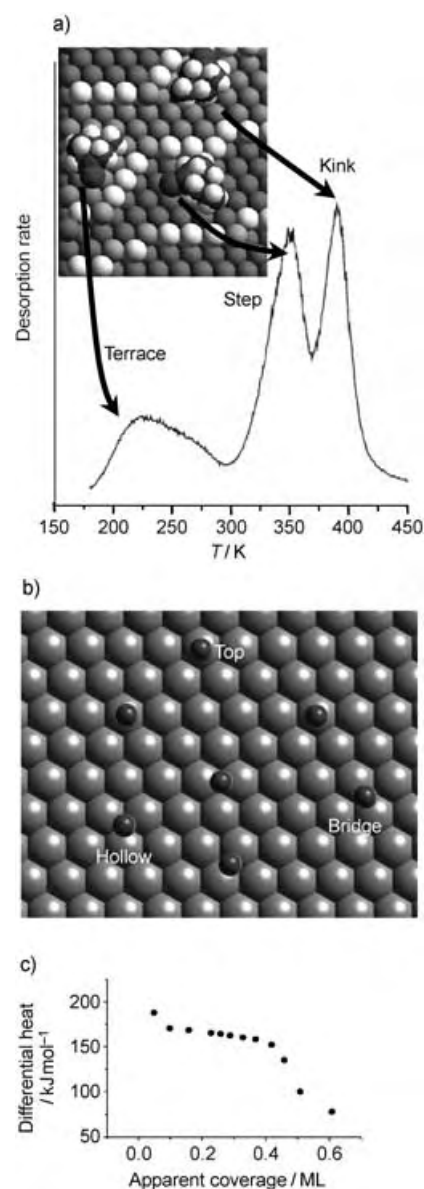 a)
Desorption rate
Kink
Step
Terrace
150 200 250 300 350 400 450
T / K
b)
Top
Hollow
Bridge
c)
Differential heat
/ kJ mol⁻¹
200
150
100
50
0.0 0.2 0.4 0.6
Apparent coverage / ML